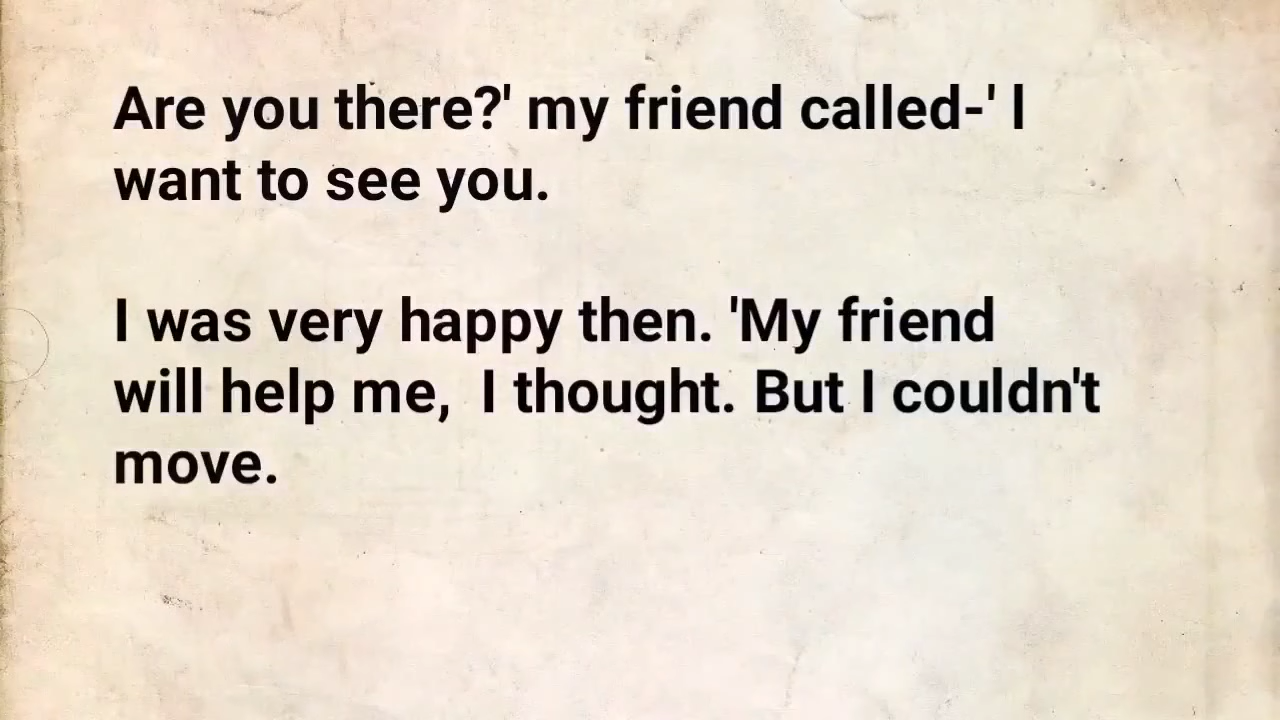 Are you there?' my friend called-' I
want to see you.
I was very happy then. 'My friend
will help me,  I thought. But I couldn't
move.